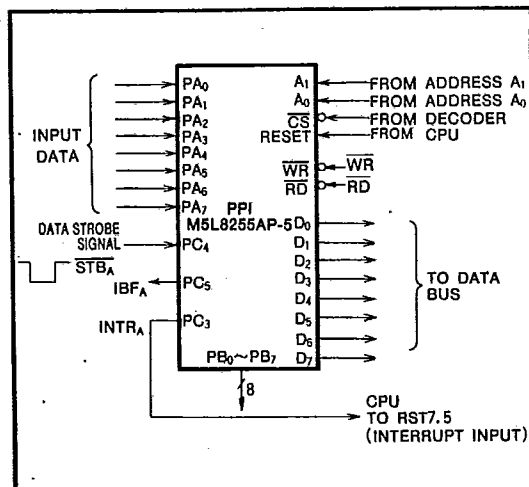 PA0 A1 FROM ADDRESS A1
PA1 A0 FROM ADDRESS A0
PA2 CS FROM DECODER
PA3 RESET FROM CPU
INPUT DATA
PA4
PA5 WR WR
PA6 RD RD
PA7 PPI
M5L8255AP-5 D0
DATA STROBE SIGNAL PC4 D1
STBA D2
IBFA PC5 D3
TO DATA BUS
D4
INTRA PC3 D5
D6
PB0~PB7 D7
8
CPU
TO RST7.5
(INTERRUPT INPUT)